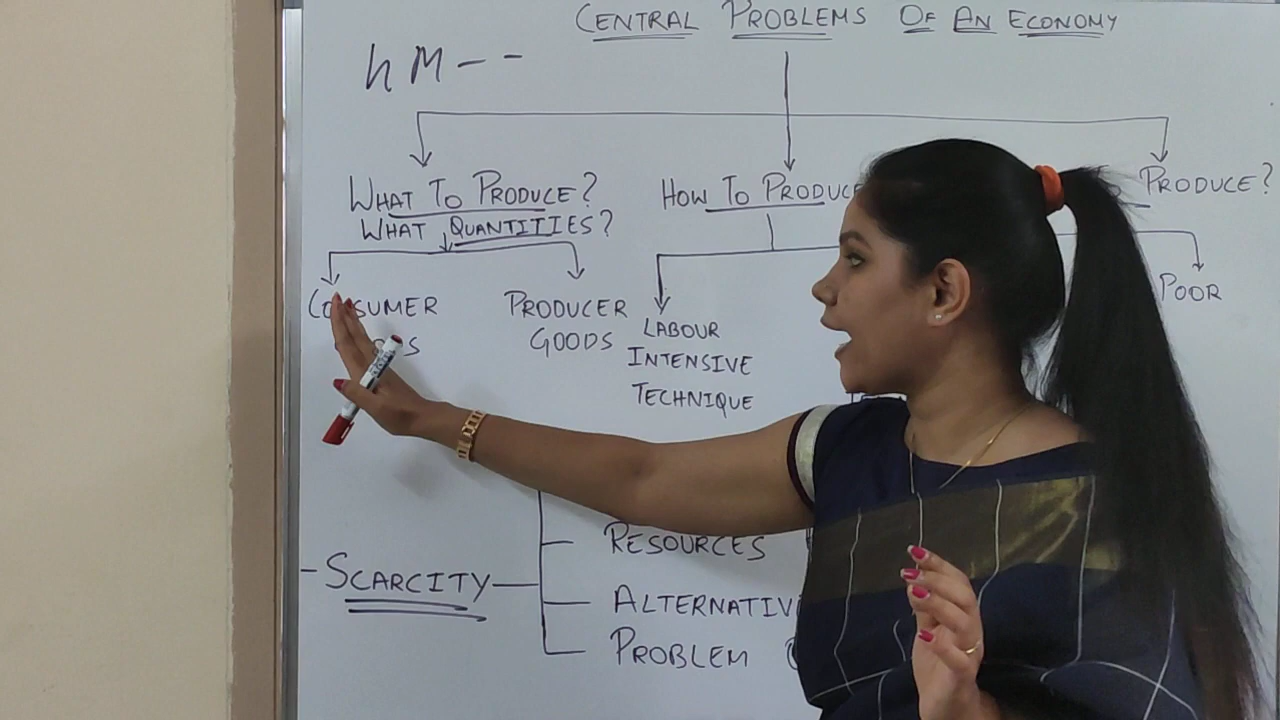 CENTRAL PROBLEMS OF AN ECONOMY
WHAT TO PRODUCE?
WHAT QUANTITIES?
HOW TO PRODUCE
PRODUCE?
CONSUMER
PRODUCER
GOODS
LABOUR
INTENSIVE
TECHNIQUE
POOR
RESOURCES
SCARCITY
PROBLEM